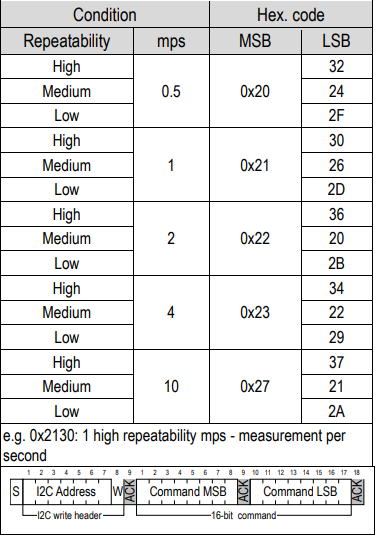 Condition Hex. code
Repeatability mps MSB LSB
High 32
Medium 0.5 0x20 24
Low 2F
High 30
Medium 1 0x21 26
Low 2D
High 36
Medium 2 0x22 20
Low 2B
High 34
Medium 4 0x23 22
Low 29
High 37
Medium 10 0x27 21
Low 2A
e.g. 0x2130: 1 high repeatability mps - measurement per
second
1 2 3 4 5 6 7 8 9 1 2 3 4 5 6 7 8 9 10 11 12 13 14 15 16 17 18
S I2C Address W ACK Command MSB ACK Command LSB ACK
I2C write header 16-bit command